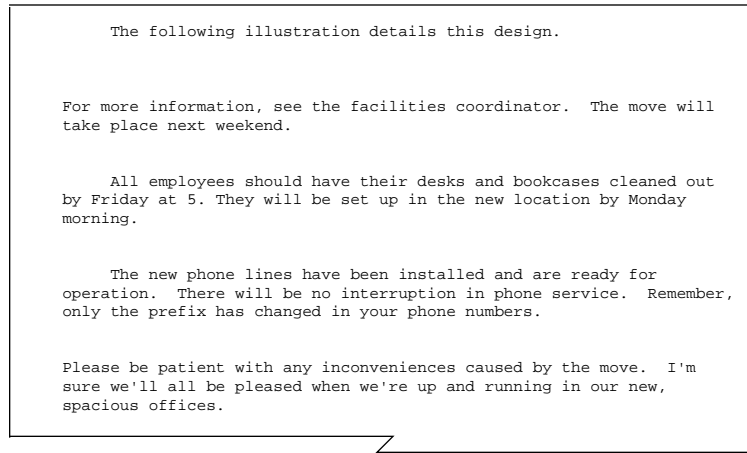 The following illustration details this design.
For more information, see the facilities coordinator.  The move will
take place next weekend.
All employees should have their desks and bookcases cleaned out
by Friday at 5. They will be set up in the new location by Monday
morning.
The new phone lines have been installed and are ready for
operation.  There will be no interruption in phone service.  Remember,
only the prefix has changed in your phone numbers.
Please be patient with any inconveniences caused by the move.  I'm
sure we'll all be pleased when we're up and running in our new,
spacious offices.